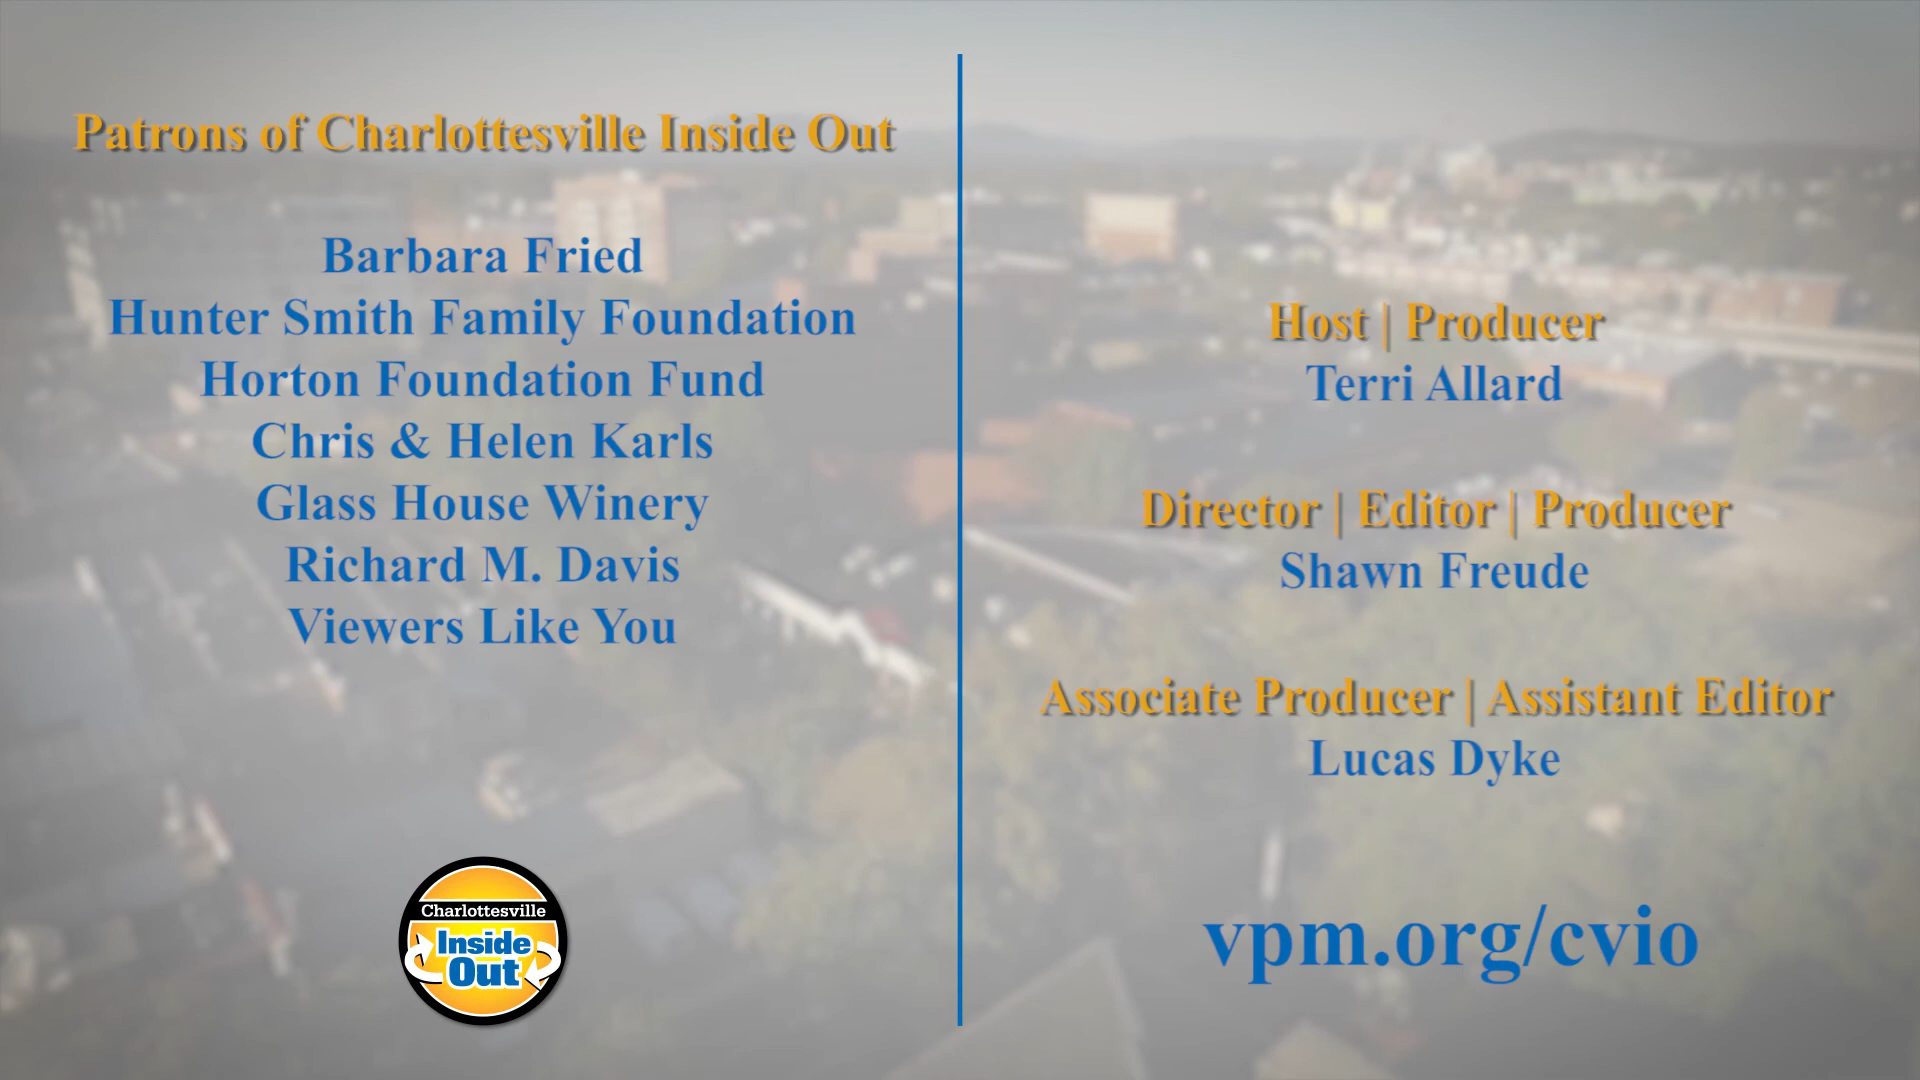 Patrons of Charlottesville Inside Out
Barbara Fried
Hunter Smith Family Foundation
Horton Foundation Fund
Chris & Helen Karls
Glass House Winery
Richard M. Davis
Viewers Like You
Charlottesville
Inside
Out
Host | Producer
Terri Allard
Director | Editor | Producer
Shawn Freude
Associate Producer | Assistant Editor
Lucas Dyke
vpm.org/cvio